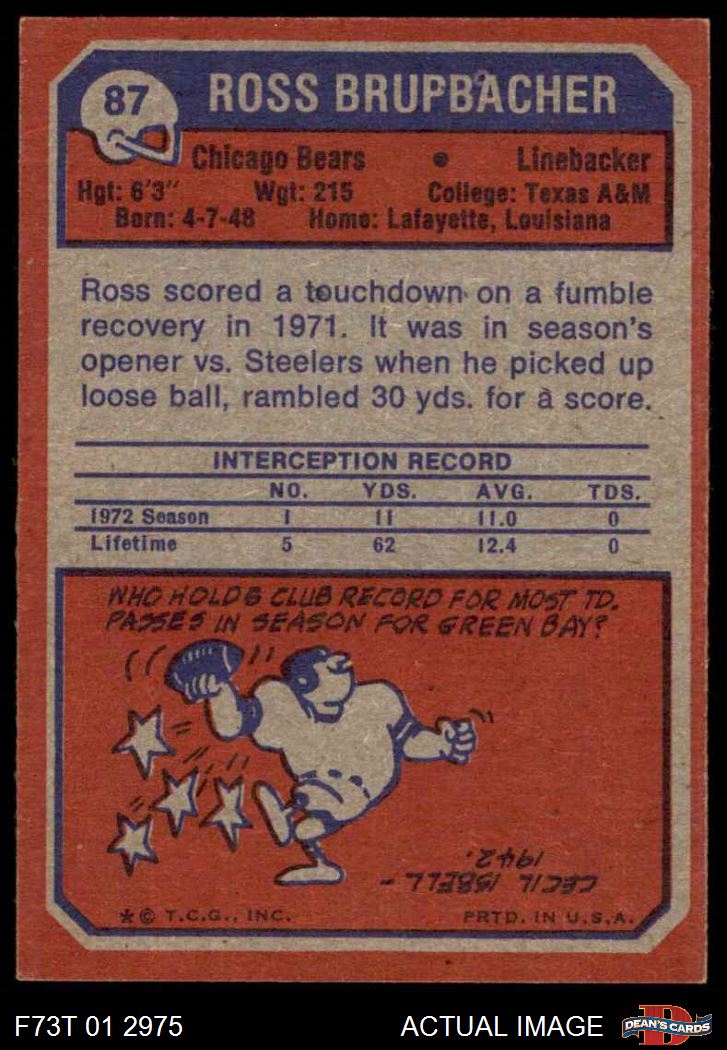 87
ROSS BRUPBACHER
Chicago Bears • Linebacker
Hgt: 6'3" Wgt: 215 College: Texas A&M
Born: 4-7-48 Home: Lafayette, Louisiana
Ross scored a touchdown on a fumble
recovery in 1971. It was in season's
opener vs. Steelers when he picked up
loose ball, rambled 30 yds. for a score.
INTERCEPTION RECORD
NO. YDS. AVG. TDS.
1972 Season 1 11 11.0 0
Lifetime 5 62 12.4 0
WHO HOLDS CLUB RECORD FOR MOST TD.
PASSES IN SEASON FOR GREEN BAY?
CECIL ISBELL –
1942.
* © T.C.G., INC. PRTD. IN U.S.A.
F73T 01 2975 ACTUAL IMAGE
D
DEAN'S CARDS